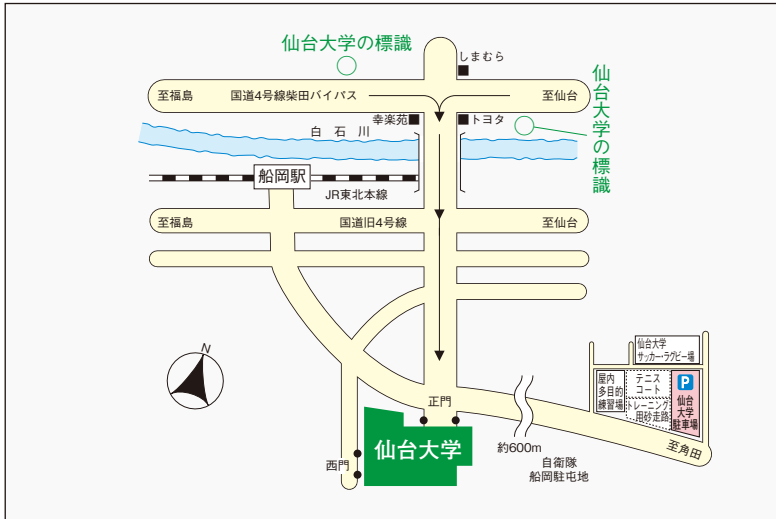 仙台大学の標識
しまむら
仙台大学の標識
至福島
国道4号線柴田バイパス
至仙台
幸楽苑
トヨタ
白石川
船岡駅
JR東北本線
至福島
国道旧4号線
至仙台
N
仙台大学
サッカー・ラグビー場
屋内
多目的
練習場
テニス
コート
トレーニング
用砂走路
P
仙台
大学
駐車場
正門
仙台大学
西門
約600m
自衛隊
船岡駐屯地
至角田